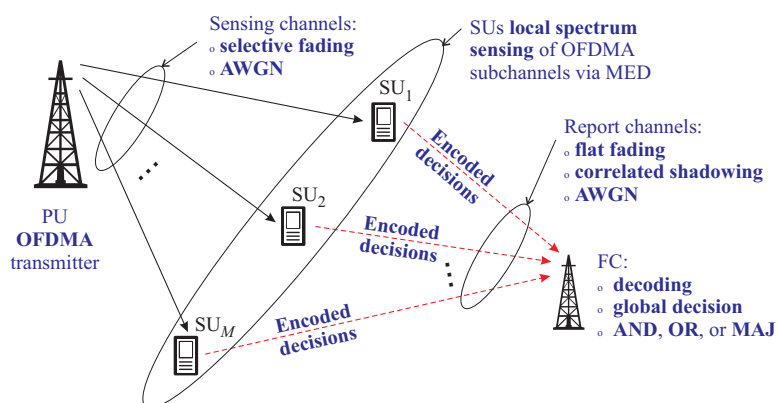 Sensing channels:
o selective fading
o AWGN
SUs local spectrum
sensing of OFDMA
subchannels via MED
SU1
Report channels:
o flat fading
o correlated shadowing
o AWGN
Encoded
decisions
...
PU
OFDMA
transmitter
SU2
Encoded
decisions
...
FC:
o decoding
o global decision
o AND, OR, or MAJ
SUM
Encoded
decisions